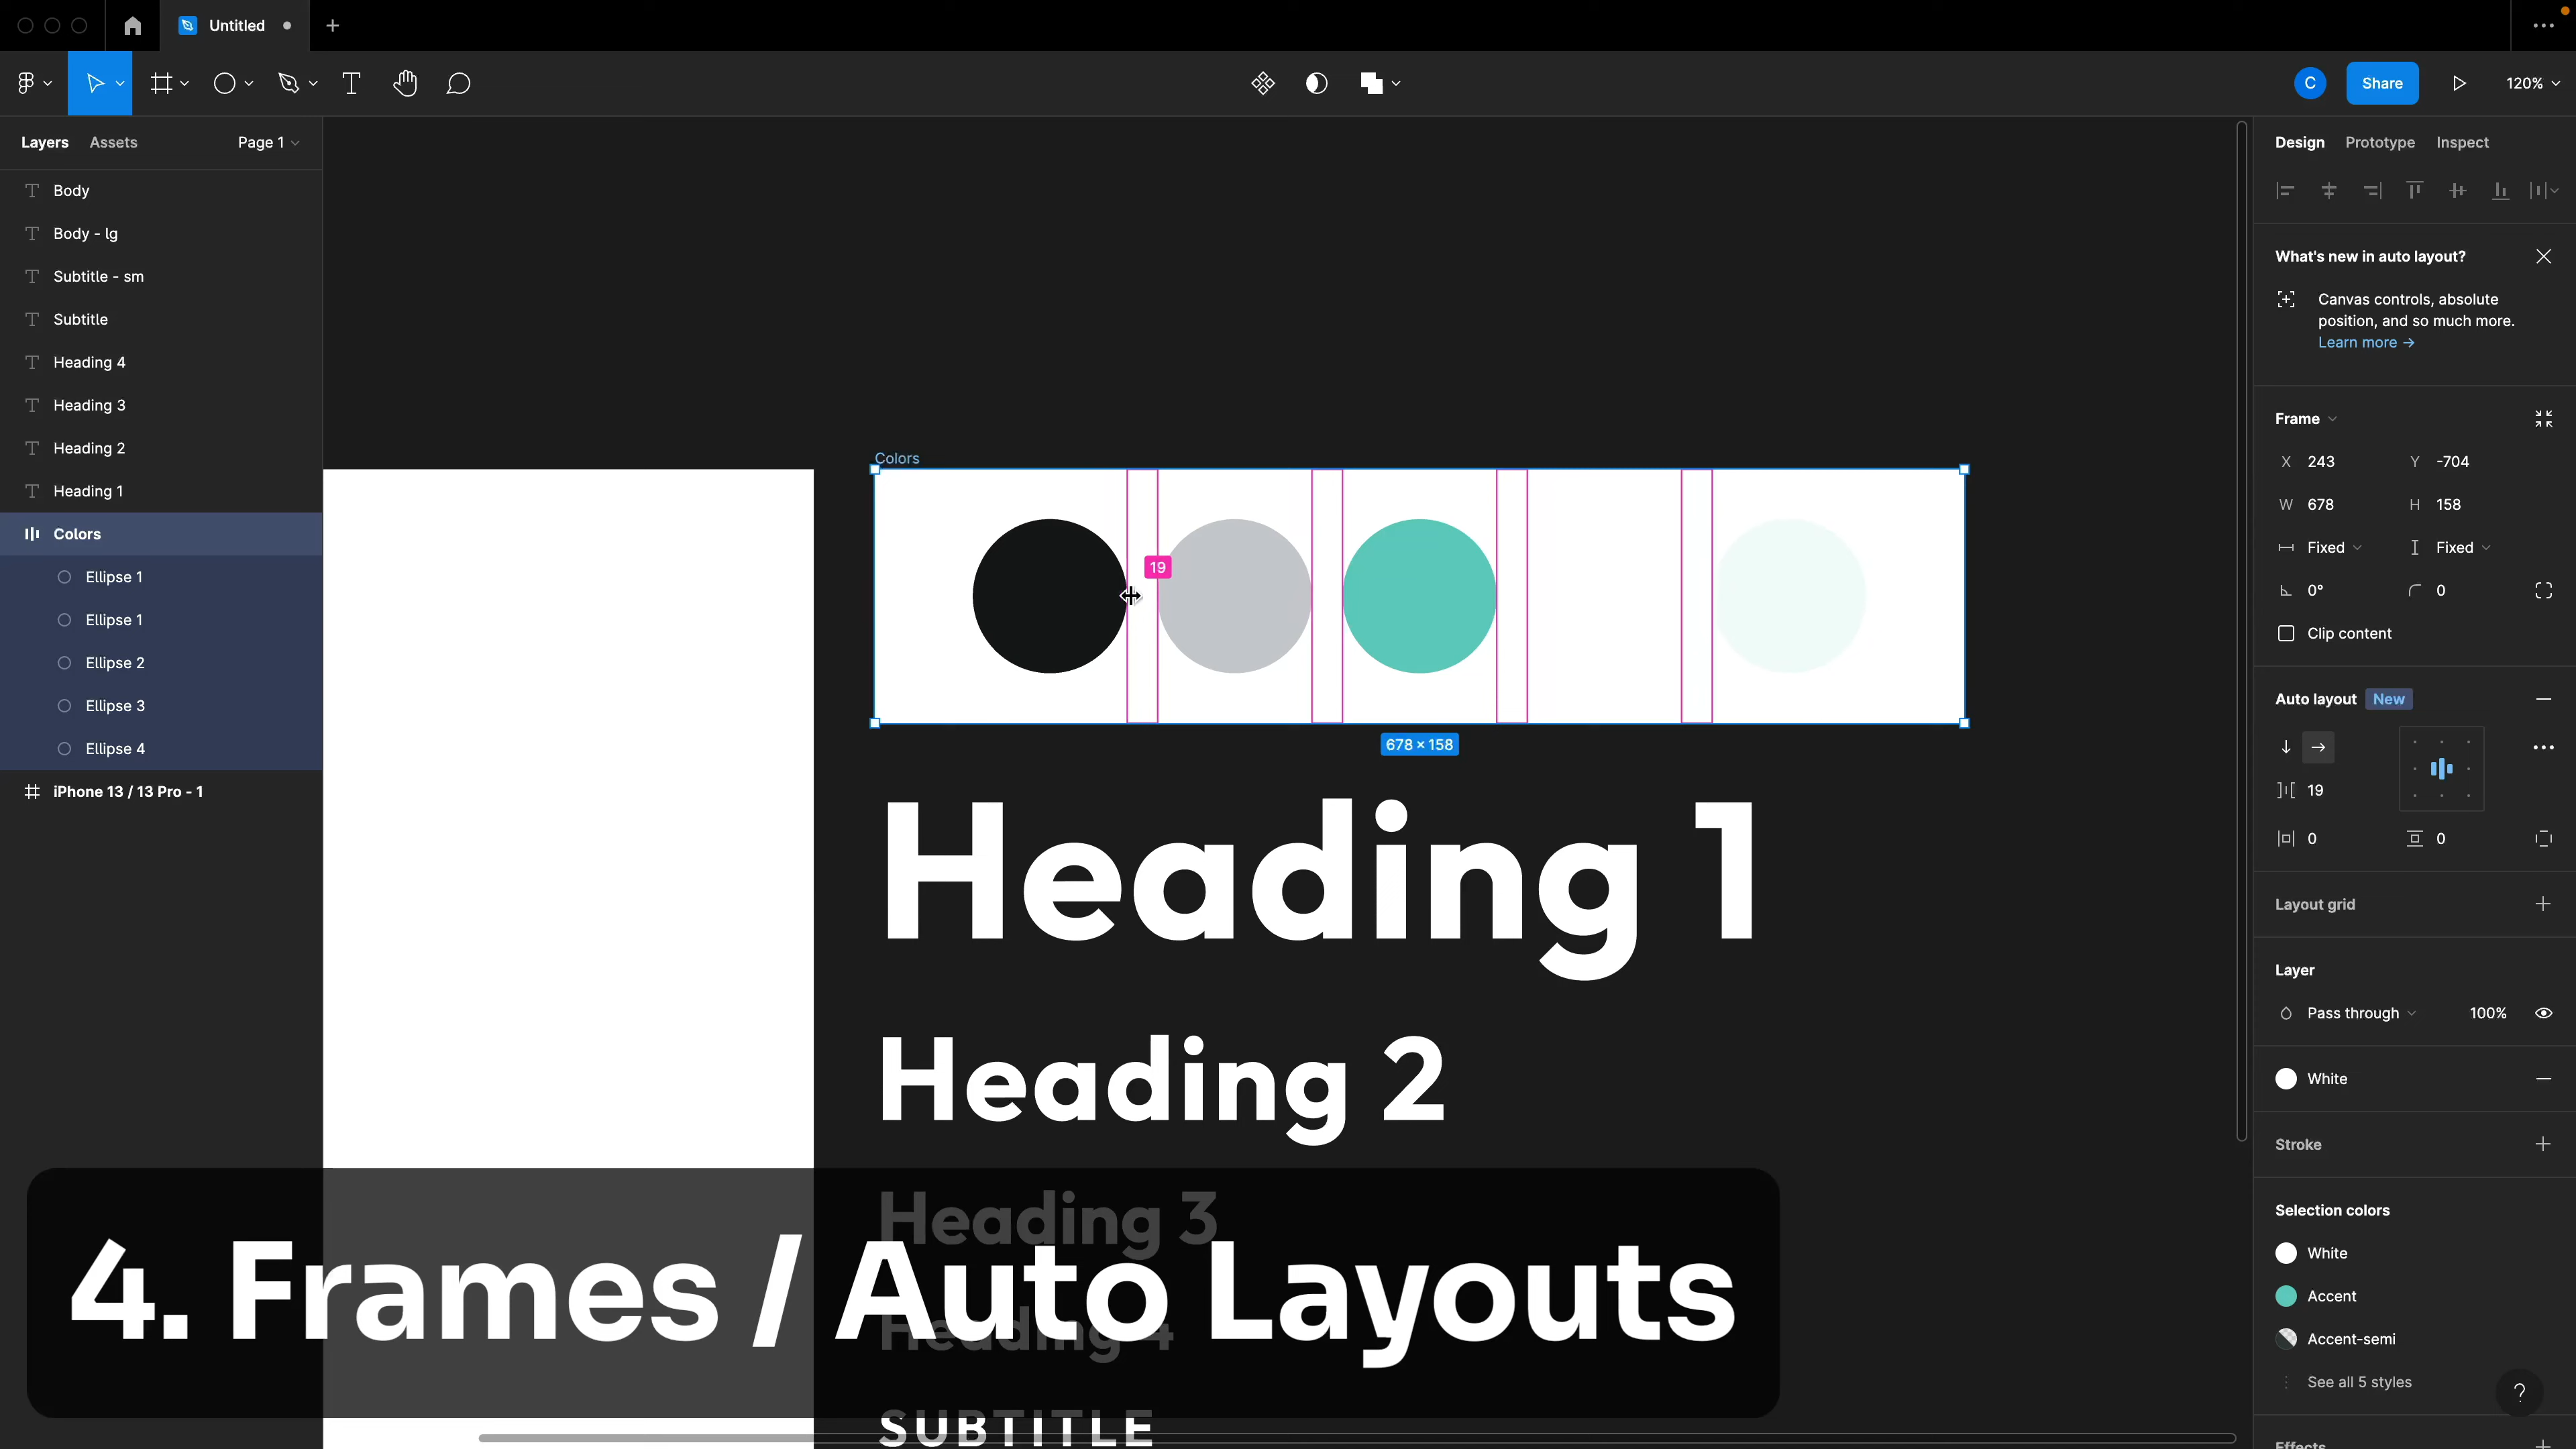 Untitled
C
Share
120%
Layers
Assets
Page 1
Body
Body - lg
Subtitle - sm
Subtitle
Heading 4
Heading 3
Heading 2
Heading 1
Colors
Ellipse 1
Ellipse 1
Ellipse 2
Ellipse 3
Ellipse 4
iPhone 13 / 13 Pro - 1
Colors
19
678 × 158
Heading 1
Heading 2
Heading 3
Heading 4
SUBTITLE
4. Frames / Auto Layouts
Design
Prototype
Inspect
What's new in auto layout?
Canvas controls, absolute
position, and so much more.
Learn more →
Frame
X 243
Y -704
W 678
H 158
Fixed
Fixed
0°
0
Clip content
Auto layout
New
19
0
0
Layout grid
Layer
Pass through
100%
White
Stroke
Selection colors
White
Accent
Accent-semi
See all 5 styles
?
Effects